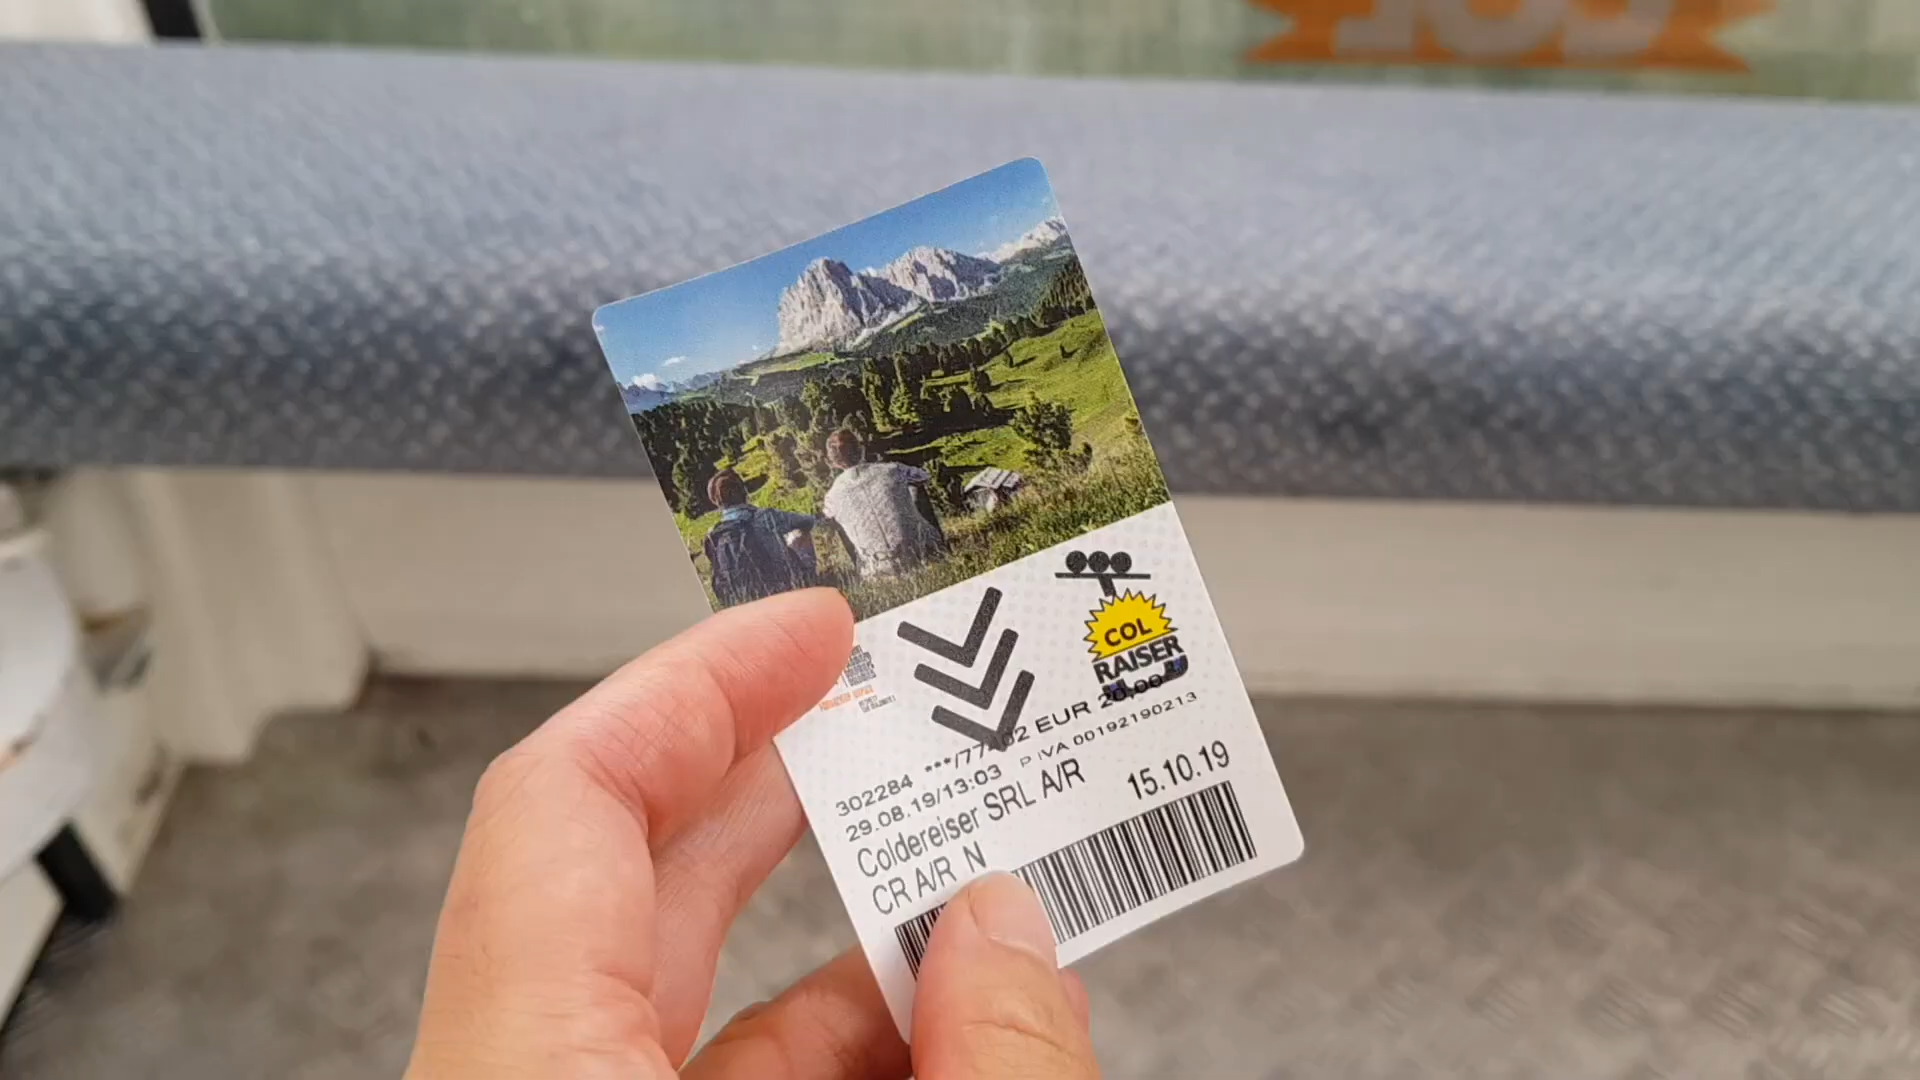 COL
RAISER
302284 ***/77 02 EUR 20,00
29.08.19/13:03 P IVA 00192190213
Coldereiser SRL A/R 15.10.19
CR A/R N